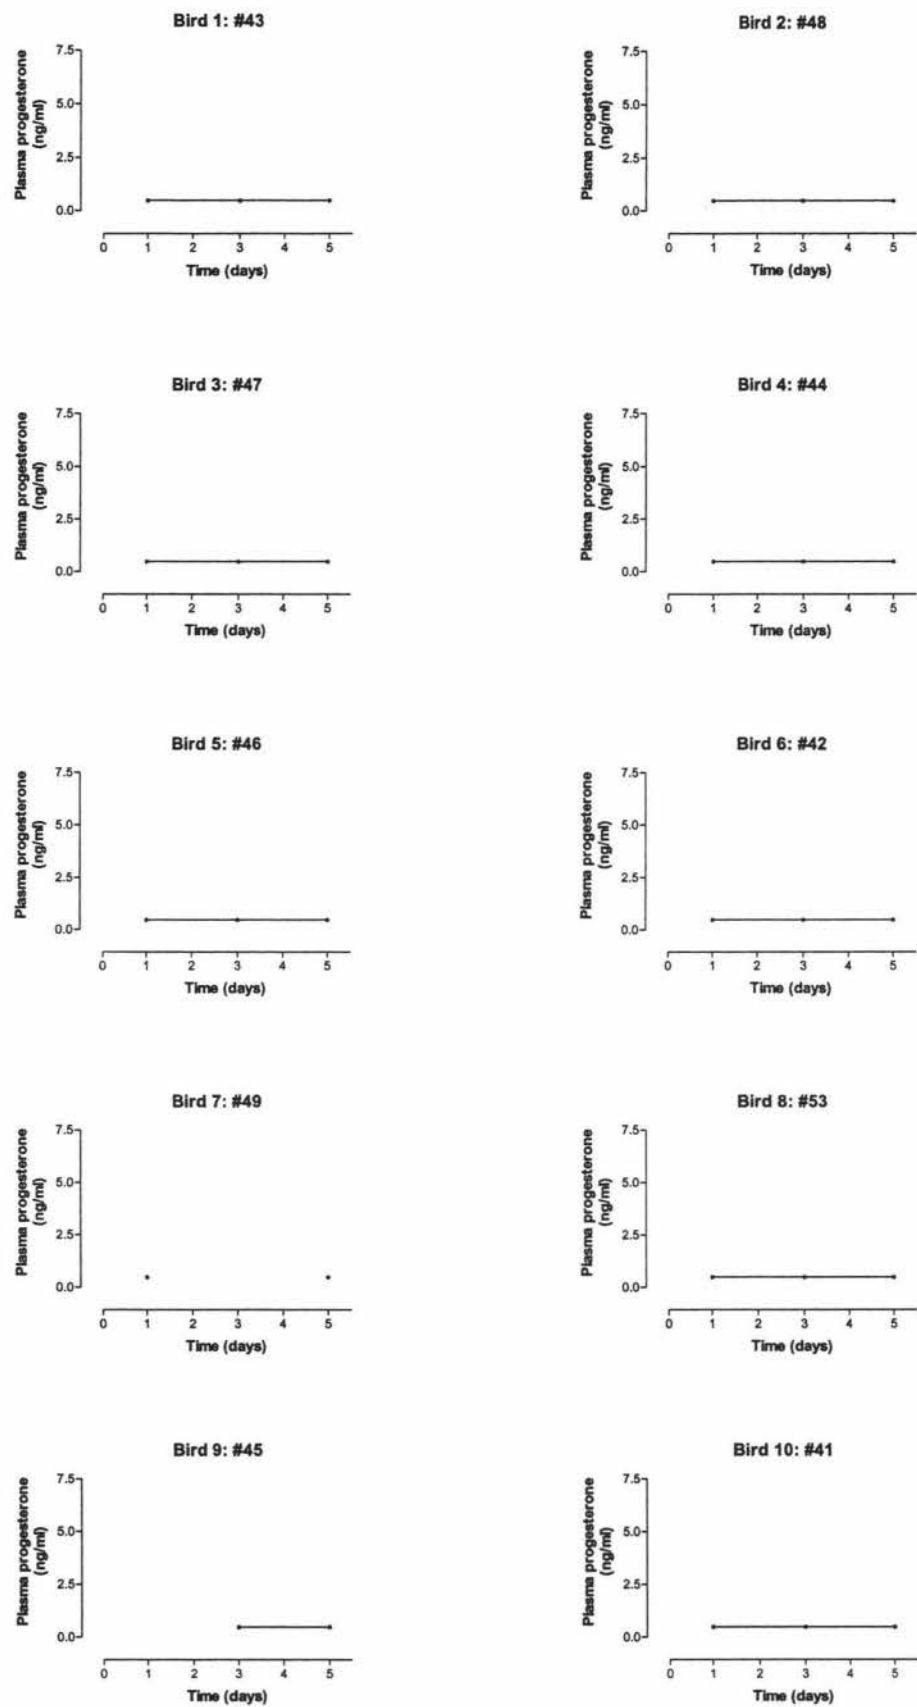 Bird 1: #43
Plasma progesterone
(ng/ml)
7.5
5.0
2.5
0.0
0 1 2 3 4 5
Time (days)
Bird 2: #48
Plasma progesterone
(ng/ml)
7.5
5.0
2.5
0.0
0 1 2 3 4 5
Time (days)
Bird 3: #47
Plasma progesterone
(ng/ml)
7.5
5.0
2.5
0.0
0 1 2 3 4 5
Time (days)
Bird 4: #44
Plasma progesterone
(ng/ml)
7.5
5.0
2.5
0.0
0 1 2 3 4 5
Time (days)
Bird 5: #46
Plasma progesterone
(ng/ml)
7.5
5.0
2.5
0.0
0 1 2 3 4 5
Time (days)
Bird 6: #42
Plasma progesterone
(ng/ml)
7.5
5.0
2.5
0.0
0 1 2 3 4 5
Time (days)
Bird 7: #49
Plasma progesterone
(ng/ml)
7.5
5.0
2.5
0.0
0 1 2 3 4 5
Time (days)
Bird 8: #53
Plasma progesterone
(ng/ml)
7.5
5.0
2.5
0.0
0 1 2 3 4 5
Time (days)
Bird 9: #45
Plasma progesterone
(ng/ml)
7.5
5.0
2.5
0.0
0 1 2 3 4 5
Time (days)
Bird 10: #41
Plasma progesterone
(ng/ml)
7.5
5.0
2.5
0.0
0 1 2 3 4 5
Time (days)